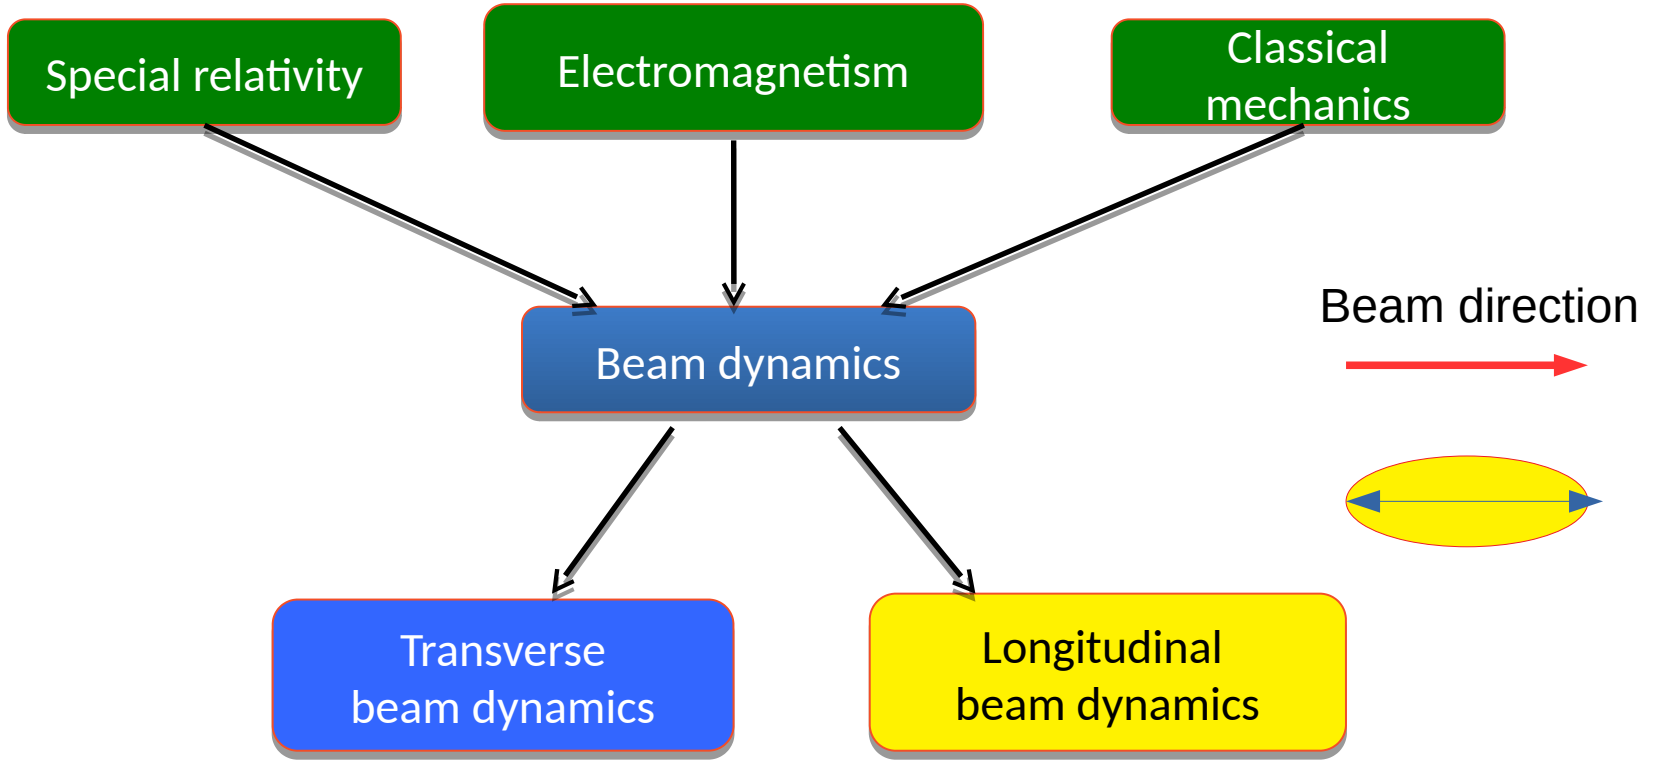 Special relativity
Electromagnetism
Classical
mechanics
Beam direction
Beam dynamics
Transverse
beam dynamics
Longitudinal
beam dynamics